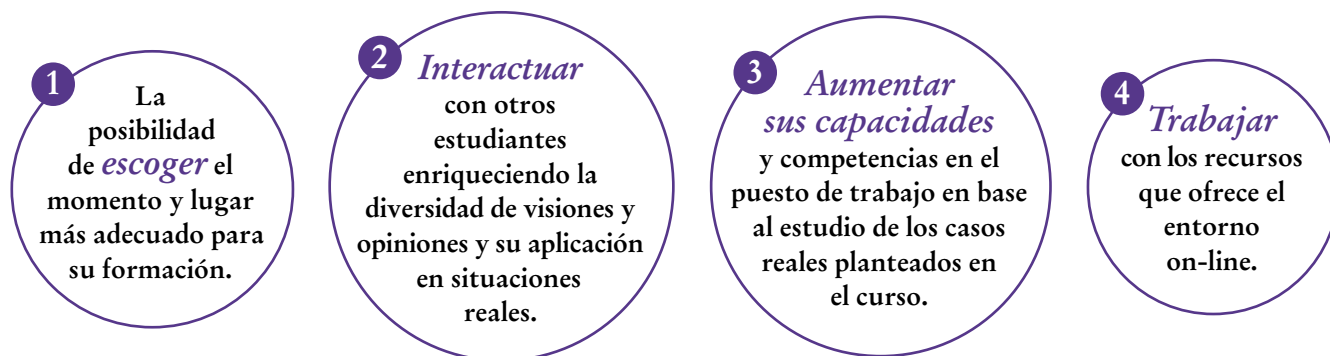 1
La
posibilidad
de escoger el
momento y lugar
más adecuado para
su formación.
2
Interactuar
con otros
estudiantes
enriqueciendo la
diversidad de visiones y
opiniones y su aplicación
en situaciones
reales.
3
Aumentar
sus capacidades
y competencias en el
puesto de trabajo en base
al estudio de los casos
reales planteados en
el curso.
4
Trabajar
con los recursos
que ofrece el
entorno
on-line.